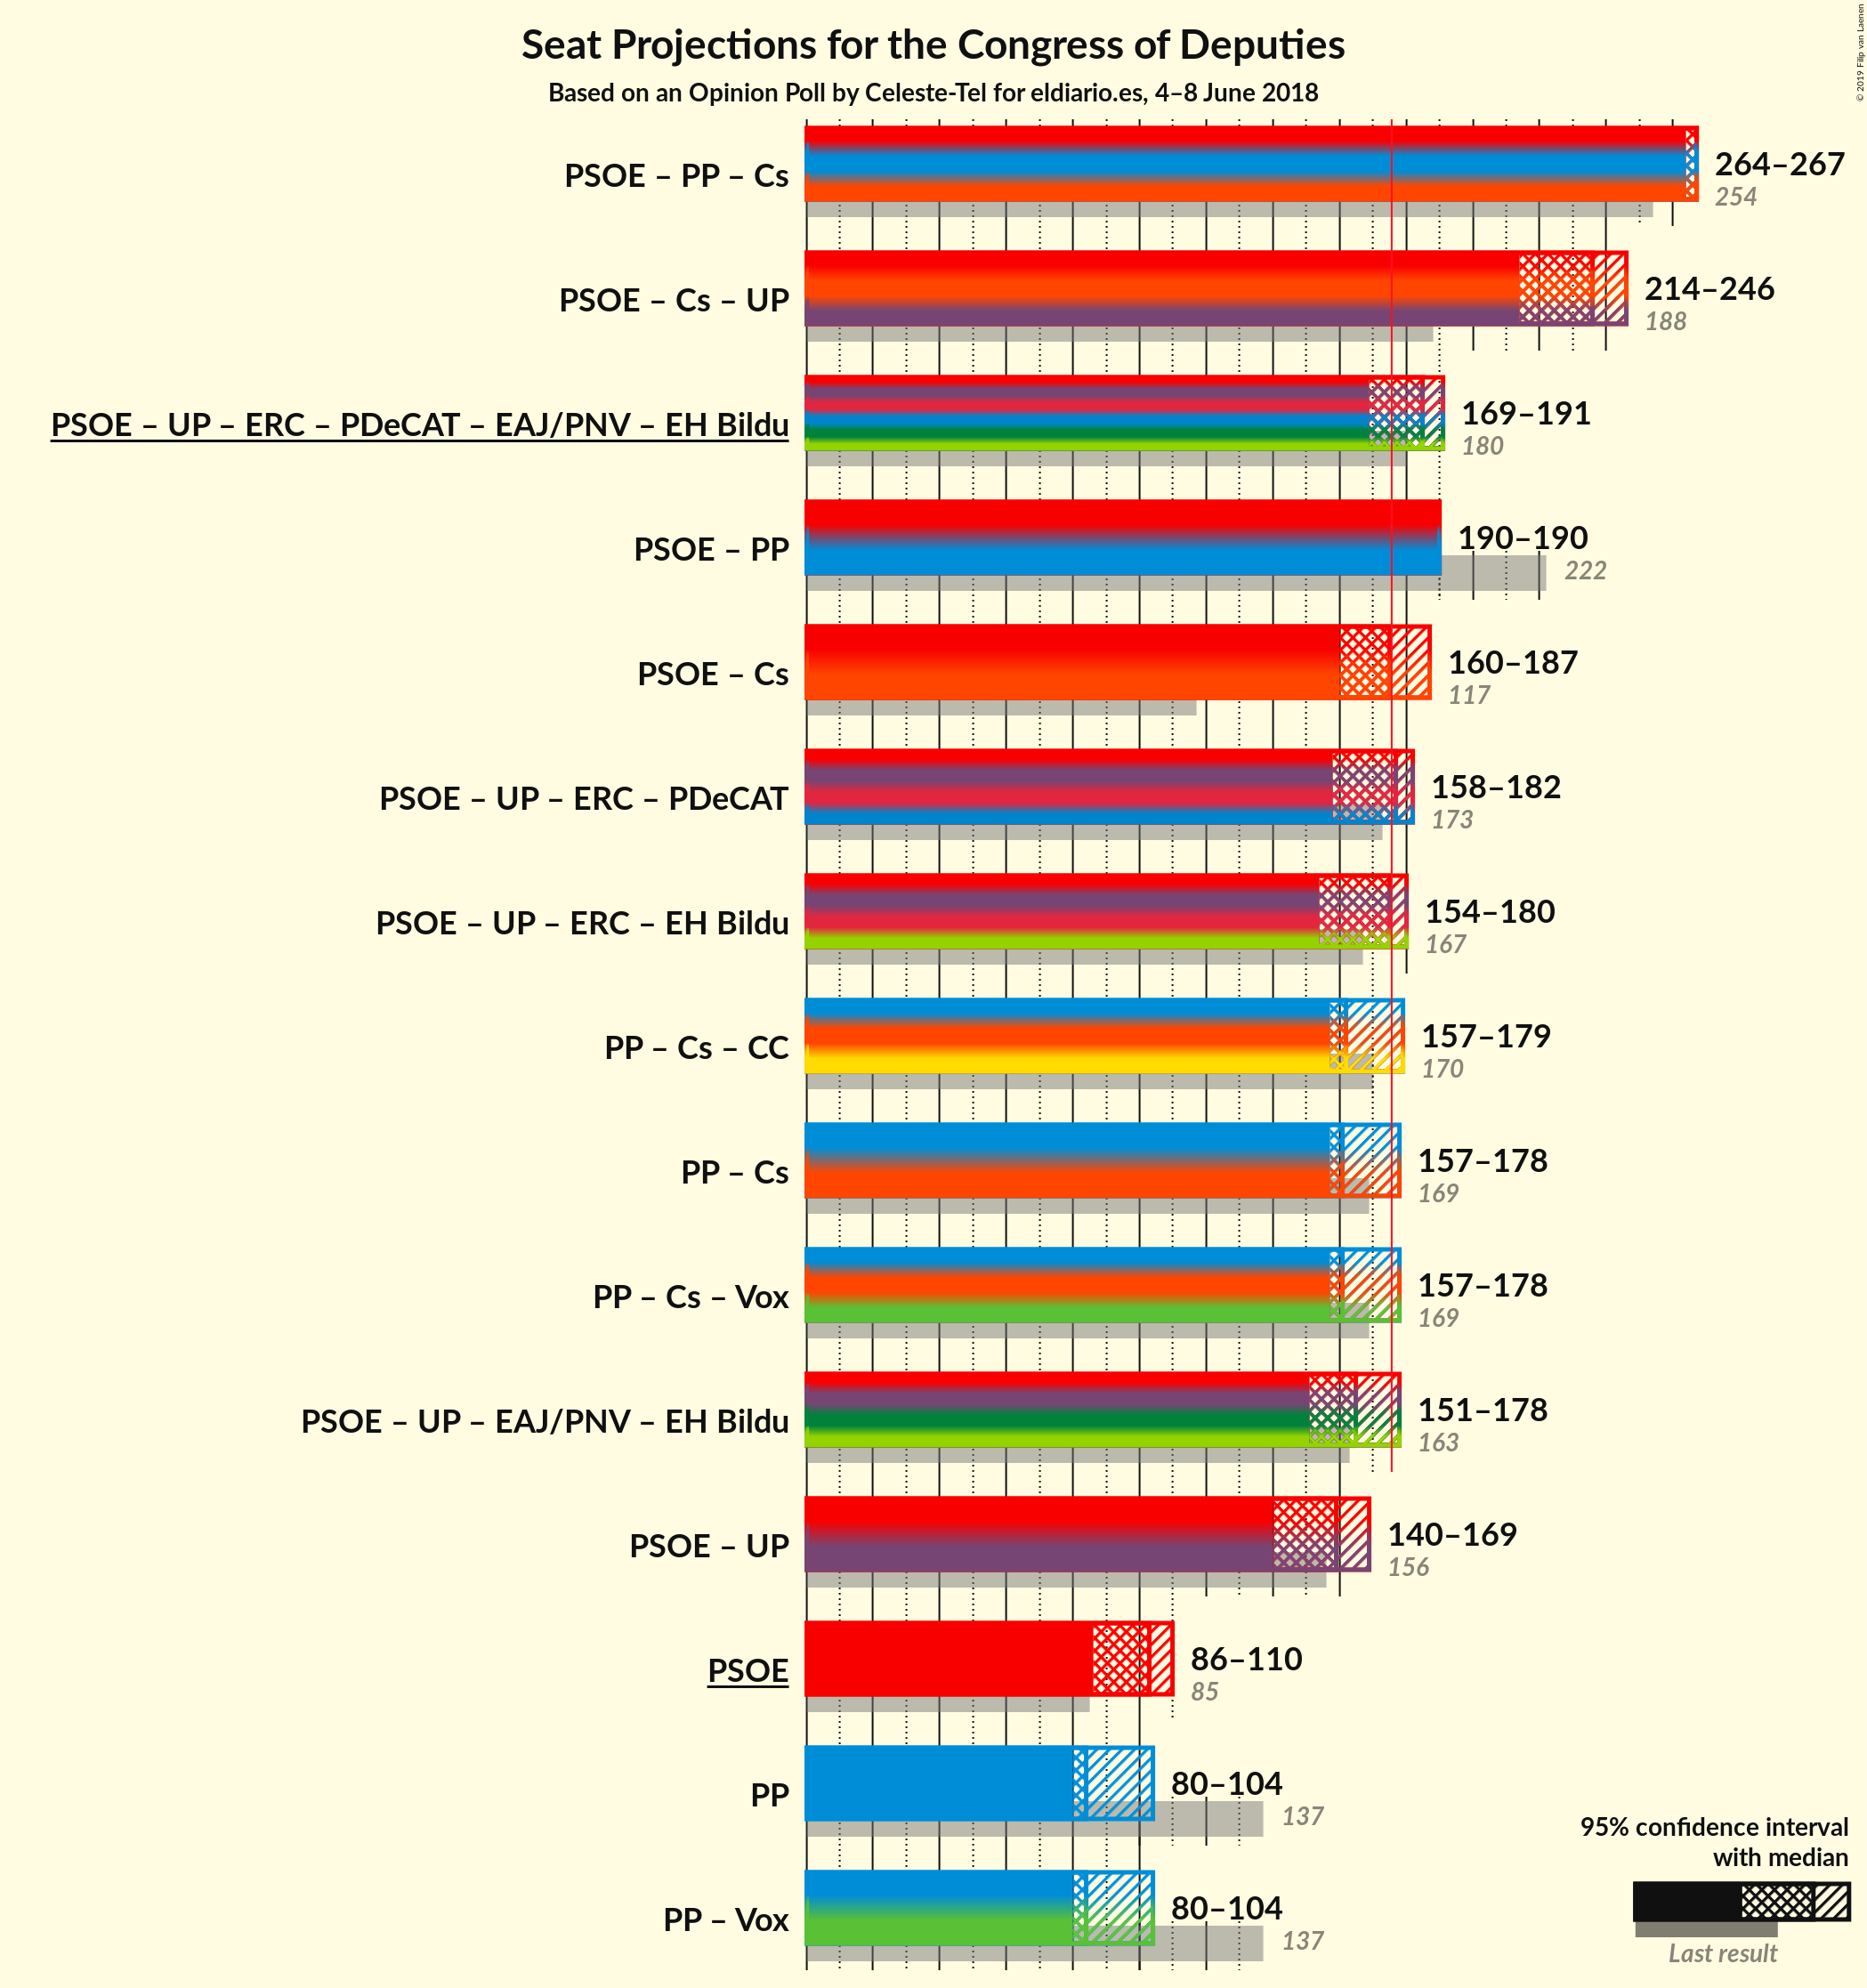 Seat Projections for the Congress of Deputies
Based on an Opinion Poll by Celeste-Tel for eldiario.es, 4–8 June 2018
© 2019 Filip van Laenen
PSOE – PP – Cs
264–267
254
PSOE – Cs – UP
214–246
188
PSOE – UP – ERC – PDeCAT – EAJ/PNV – EH Bildu
169–191
180
PSOE – PP
190–190
222
PSOE – Cs
160–187
117
PSOE – UP – ERC – PDeCAT
158–182
173
PSOE – UP – ERC – EH Bildu
154–180
167
PP – Cs – CC
157–179
170
PP – Cs
157–178
169
PP – Cs – Vox
157–178
169
PSOE – UP – EAJ/PNV – EH Bildu
151–178
163
PSOE – UP
140–169
156
PSOE
86–110
85
PP
80–104
137
PP – Vox
80–104
137
95% confidence interval
with median
Last result